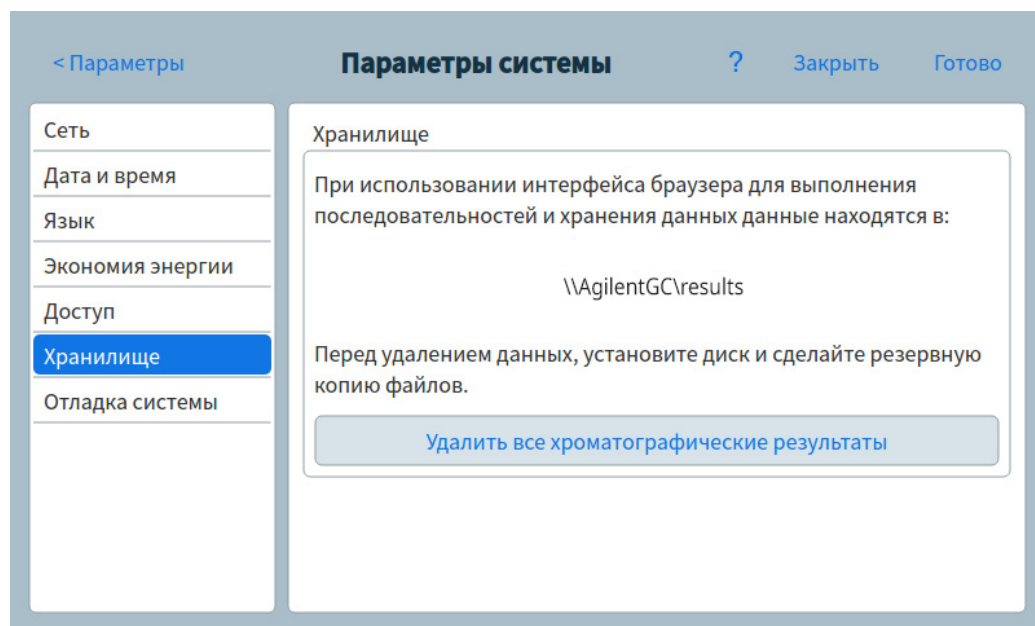 < Параметры
Параметры системы
?
Закрыть
Готово
Сеть
Дата и время
Язык
Экономия энергии
Доступ
Хранилище
Отладка системы
Хранилище
При использовании интерфейса браузера для выполнения
последовательностей и хранения данных данные находятся в:
\\AgilentGC\results
Перед удалением данных, установите диск и сделайте резервную
копию файлов.
Удалить все хроматографические результаты